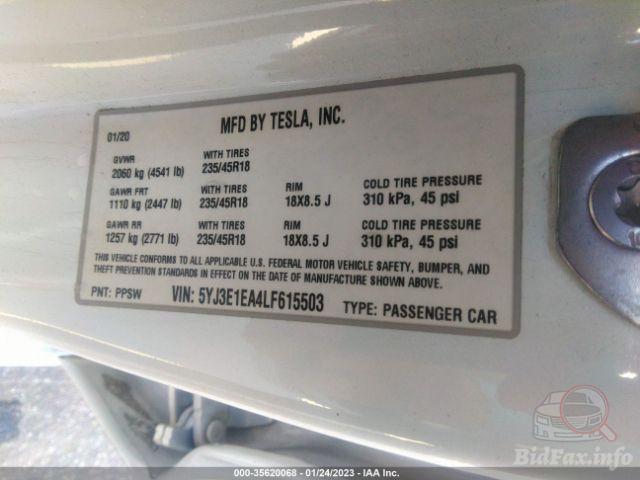 MFD BY TESLA, INC.
01/20
GVWR WITH TIRES
2060 kg (4541 lb) 235/45R18
GAWR FRT WITH TIRES RIM COLD TIRE PRESSURE
1110 kg (2447 lb) 235/45R18 18X8.5 J 310 kPa, 45 psi
GAWR RR WITH TIRES RIM COLD TIRE PRESSURE
1257 kg (2771 lb) 235/45R18 18X8.5 J 310 kPa, 45 psi
THIS VEHICLE CONFORMS TO ALL APPLICABLE U.S. FEDERAL MOTOR VEHICLE SAFETY, BUMPER, AND
THEFT PREVENTION STANDARDS IN EFFECT ON THE DATE OF MANUFACTURE SHOWN ABOVE.
PNT: PPSW VIN: 5YJ3E1EA4LF615503 TYPE: PASSENGER CAR
BidFax.info
000-35620068 - 01/24/2023 - IAA Inc.